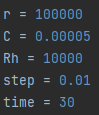 r = 100000
C = 0.00005
Rh = 10000
step = 0.01
time = 30